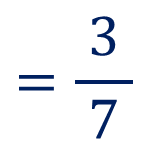 = 3/7